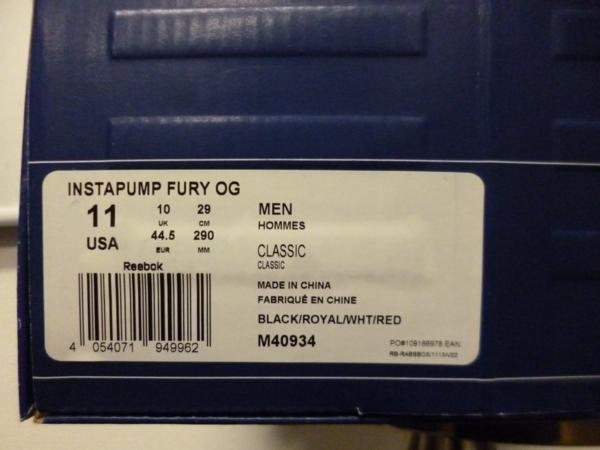 INSTAPUMP FURY OG
11 10 29
UK CM
USA 44.5 290
EUR MM
Reebok
4 054071 949962
MEN
HOMMES
CLASSIC
CLASSIC
MADE IN CHINA
FABRIQUÉ EN CHINE
BLACK/ROYAL/WHT/RED
M40934